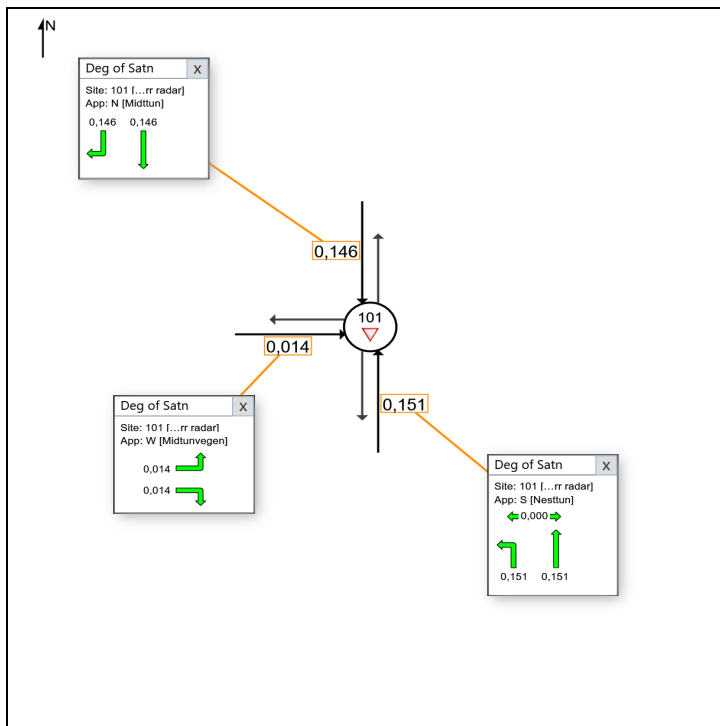 N
Deg of Satn X
Site: 101 […rr radar]
App: N [Midttun]
0,146 0,146
0,146
101
0,014
0,151
Deg of Satn X
Site: 101 […rr radar]
App: W [Midtunvegen]
0,014
0,014
Deg of Satn X
Site: 101 […rr radar]
App: S [Nesttun]
0,000
0,151 0,151